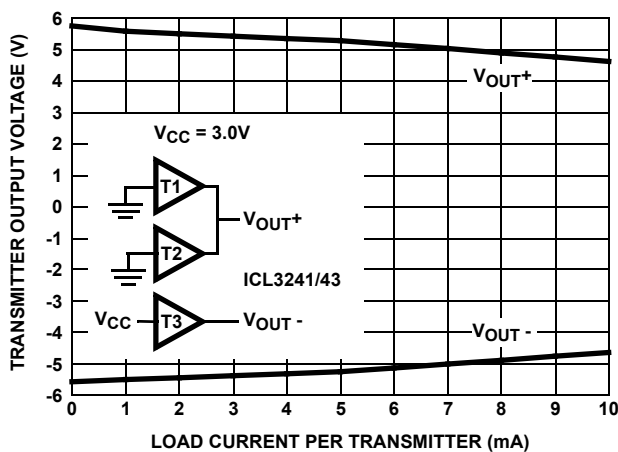 TRANSMITTER OUTPUT VOLTAGE (V)
6
5
4
3
2
1
0
-1
-2
-3
-4
-5
-6
VOUT+
VCC = 3.0V
T1
VOUT+
T2
ICL3241/43
VCC
T3
VOUT -
VOUT -
0 1 2 3 4 5 6 7 8 9 10
LOAD CURRENT PER TRANSMITTER (mA)